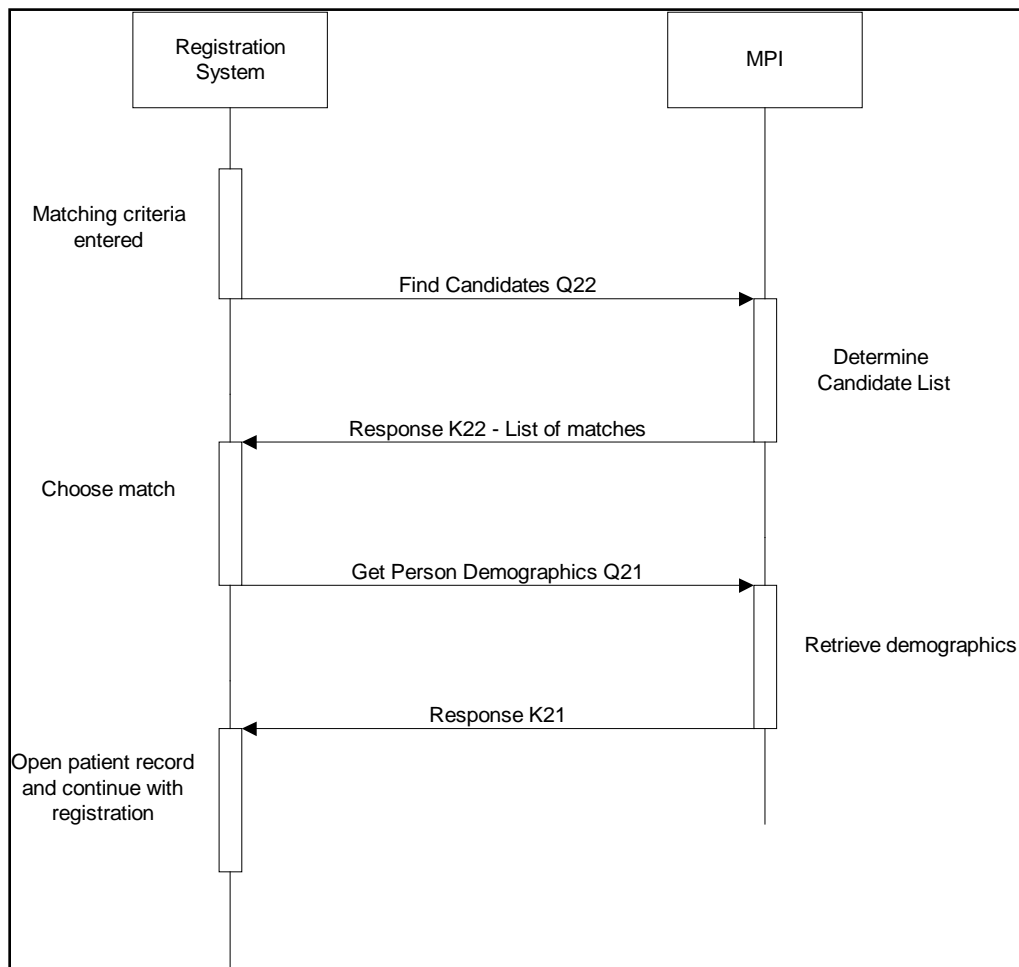 Registration
System
MPI
Matching criteria
entered
Find Candidates Q22
Determine
Candidate List
Response K22 - List of matches
Choose match
Get Person Demographics Q21
Retrieve demographics
Response K21
Open patient record
and continue with
registration